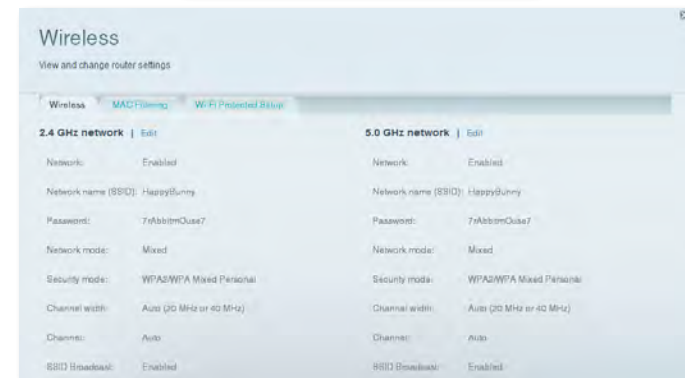 Wireless
View and change router settings
Wireless MAC Filtering Wi-Fi Protected Setup
2.4 GHz network | Edit 5.0 GHz network | Edit
Network: Enabled Network: Enabled
Network name (SSID): HappyBunny Network name (SSID): HappyBunny
Password: 7rAbbitmOuse7 Password: 7rAbbitmOuse7
Network mode: Mixed Network mode: Mixed
Security mode: WPA2/WPA Mixed Personal Security mode: WPA2/WPA Mixed Personal
Channel width: Auto (20 MHz or 40 MHz) Channel width: Auto (20 MHz or 40 MHz)
Channel: Auto Channel: Auto
SSID Broadcast: Enabled SSID Broadcast: Enabled